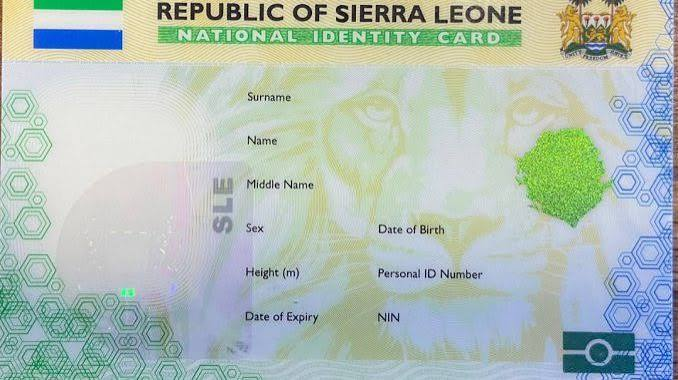 REPUBLIC OF SIERRA LEONE
NATIONAL IDENTITY CARD
Surname
Name
Middle Name
SLE
Sex Date of Birth
Height (m) Personal ID Number
Date of Expiry NIN